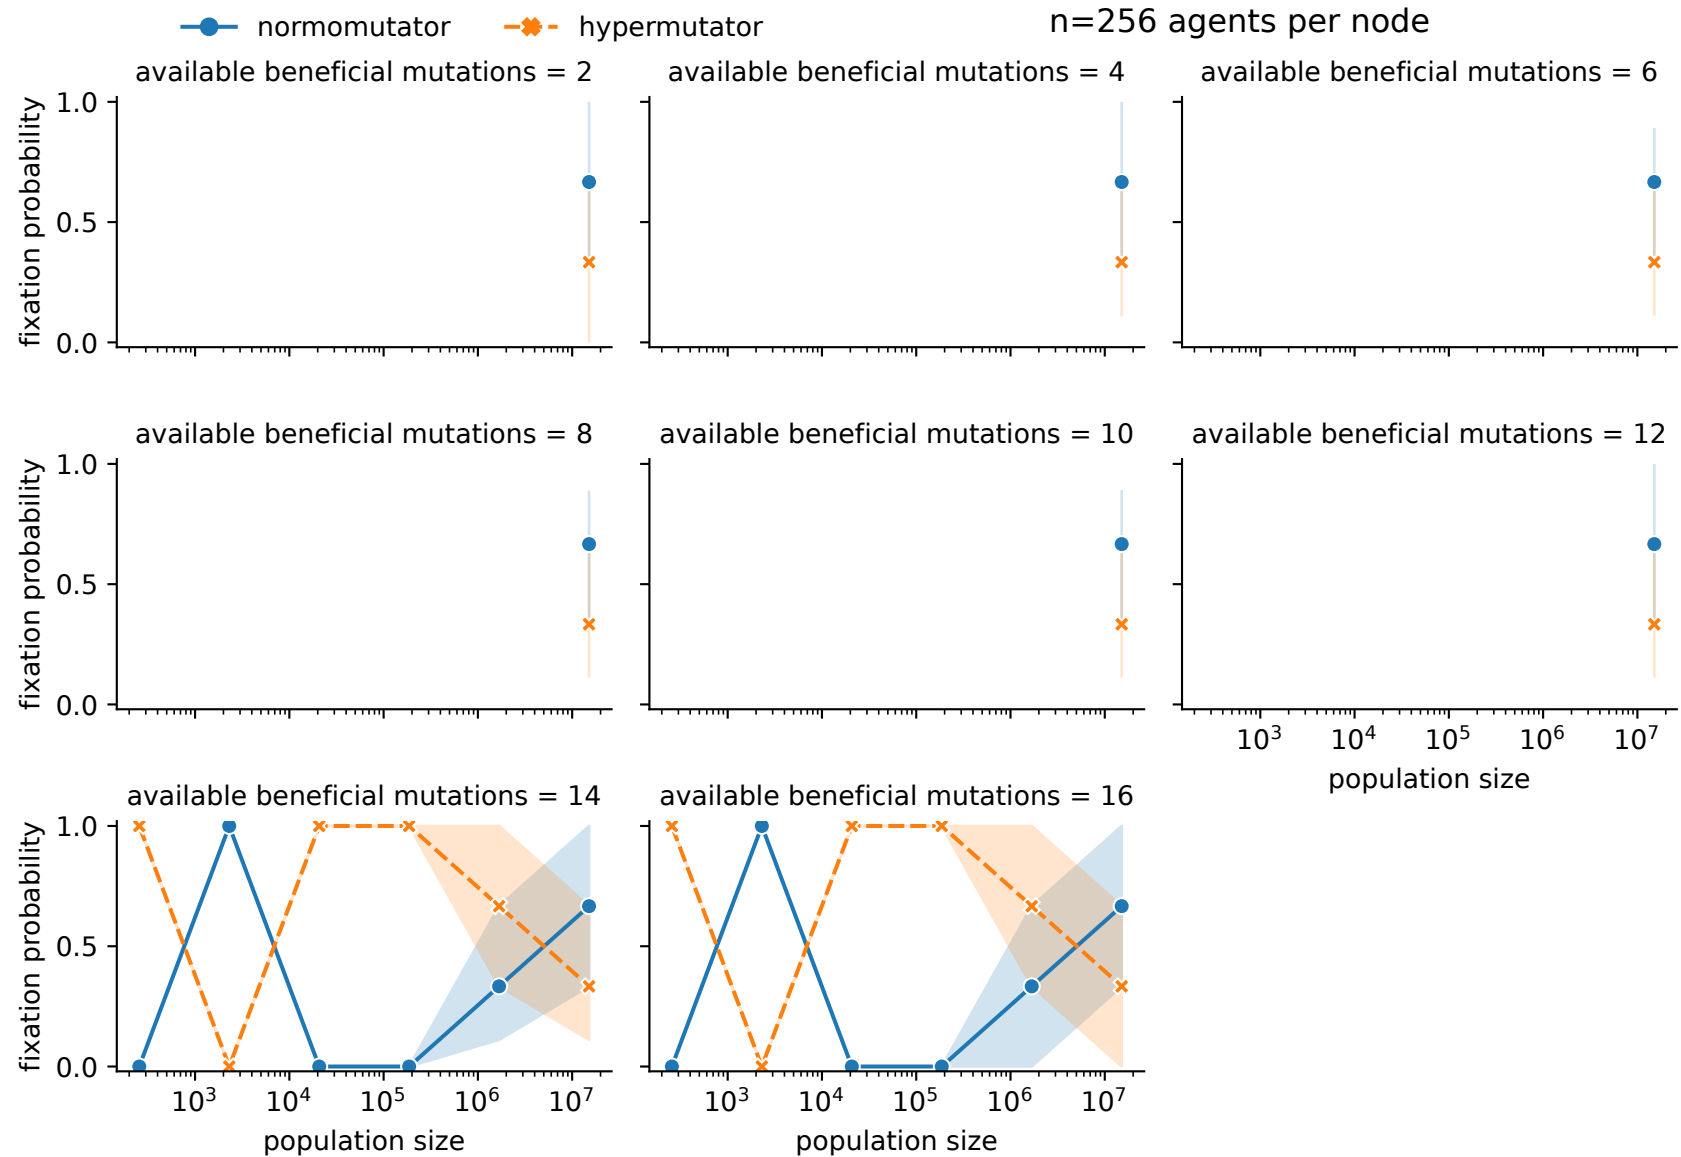 normomutator hypermutator n=256 agents per node
available beneficial mutations = 2 available beneficial mutations = 4 available beneficial mutations = 6
fixation probability
1.0
0.5
0.0
available beneficial mutations = 8 available beneficial mutations = 10 available beneficial mutations = 12
fixation probability
1.0
0.5
0.0
10³ 10⁴ 10⁵ 10⁶ 10⁷
population size
available beneficial mutations = 14 available beneficial mutations = 16
fixation probability
1.0
0.5
0.0
10³ 10⁴ 10⁵ 10⁶ 10⁷ 10³ 10⁴ 10⁵ 10⁶ 10⁷
population size population size